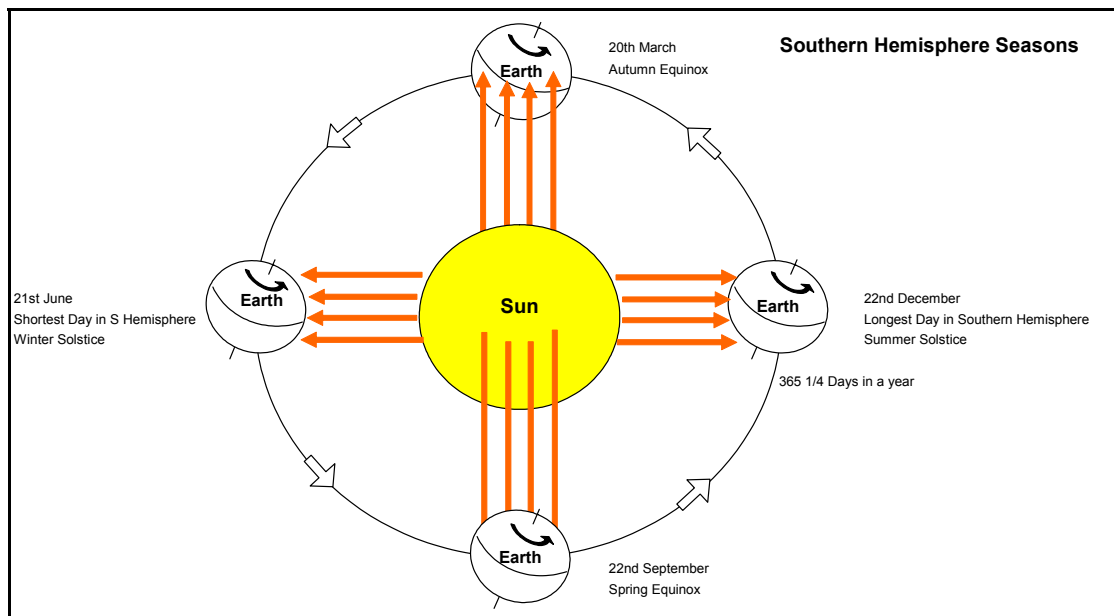 Southern Hemisphere Seasons
20th March
Autumn Equinox
Earth
21st June
Shortest Day in S Hemisphere
Winter Solstice
Earth
Sun
Earth
22nd December
Longest Day in Southern Hemisphere
Summer Solstice
365 1/4 Days in a year
Earth
22nd September
Spring Equinox